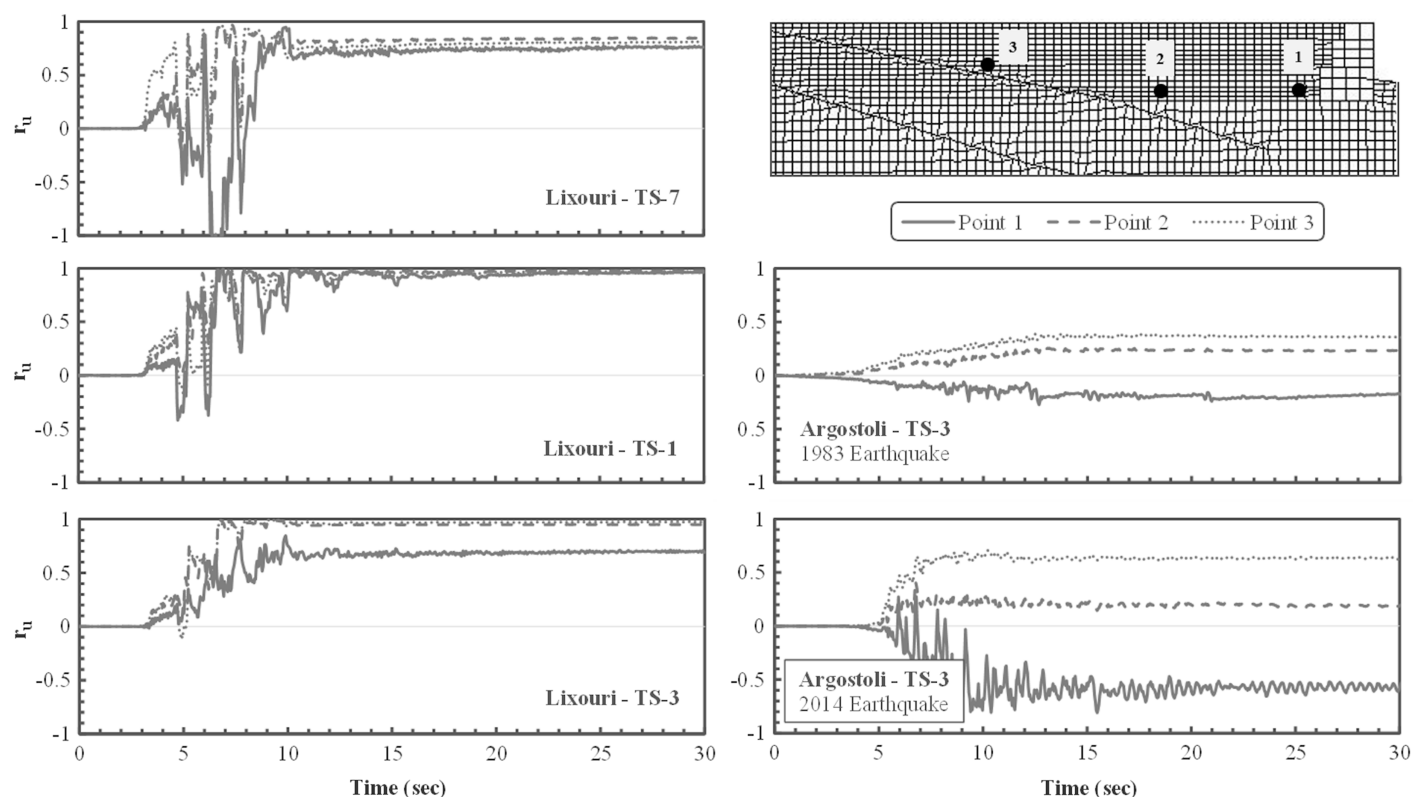 1
0.5
0
-0.5
-1
r_u
Lixouri - TS-7
3
2
1
Point 1
Point 2
Point 3
1
0.5
0
-0.5
-1
r_u
Lixouri - TS-1
1
0.5
0
0.5
-1
Argostoli - TS-3
1983 Earthquake
1
0.5
0
-0.5
-1
r_u
Lixouri - TS-3
0 5 10 15 20 25 30
Time (sec)
1
0.5
0
-0.5
-1
Argostoli - TS-3
2014 Earthquake
0 5 10 15 20 25 30
Time (sec)